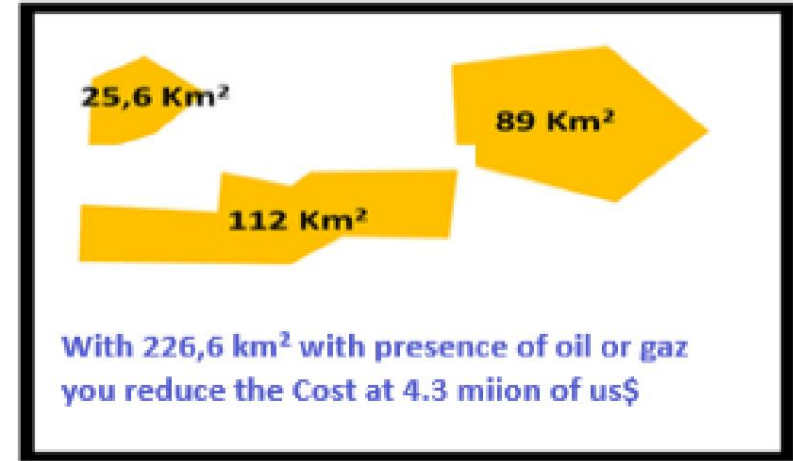 25,6 Km²
89 Km²
112 Km²
With 226,6 km² with presence of oil or gaz
you reduce the Cost at 4.3 miion of us$